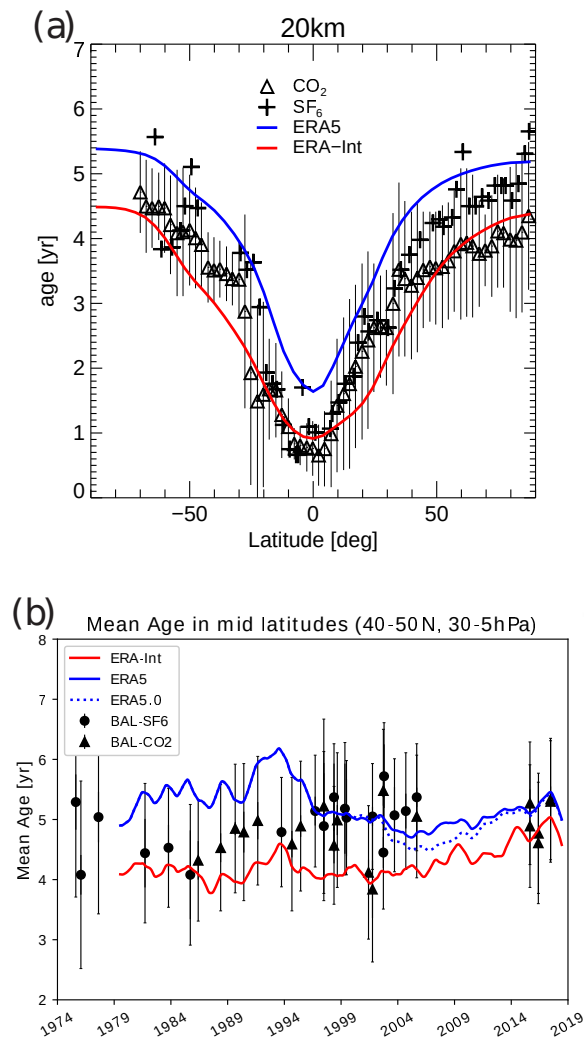 (a)
20km
7
6
5
4
3
2
1
0
age [yr]
CO₂
SF₆
ERA5
ERA−Int
−50
0
50
Latitude [deg]
(b)
Mean Age in mid latitudes (40-50N, 30-5hPa)
8
7
6
5
4
3
2
Mean Age [yr]
ERA-Int
ERA5
ERA5.0
BAL-SF6
BAL-CO2
1974
1979
1984
1989
1994
1999
2004
2009
2014
2019